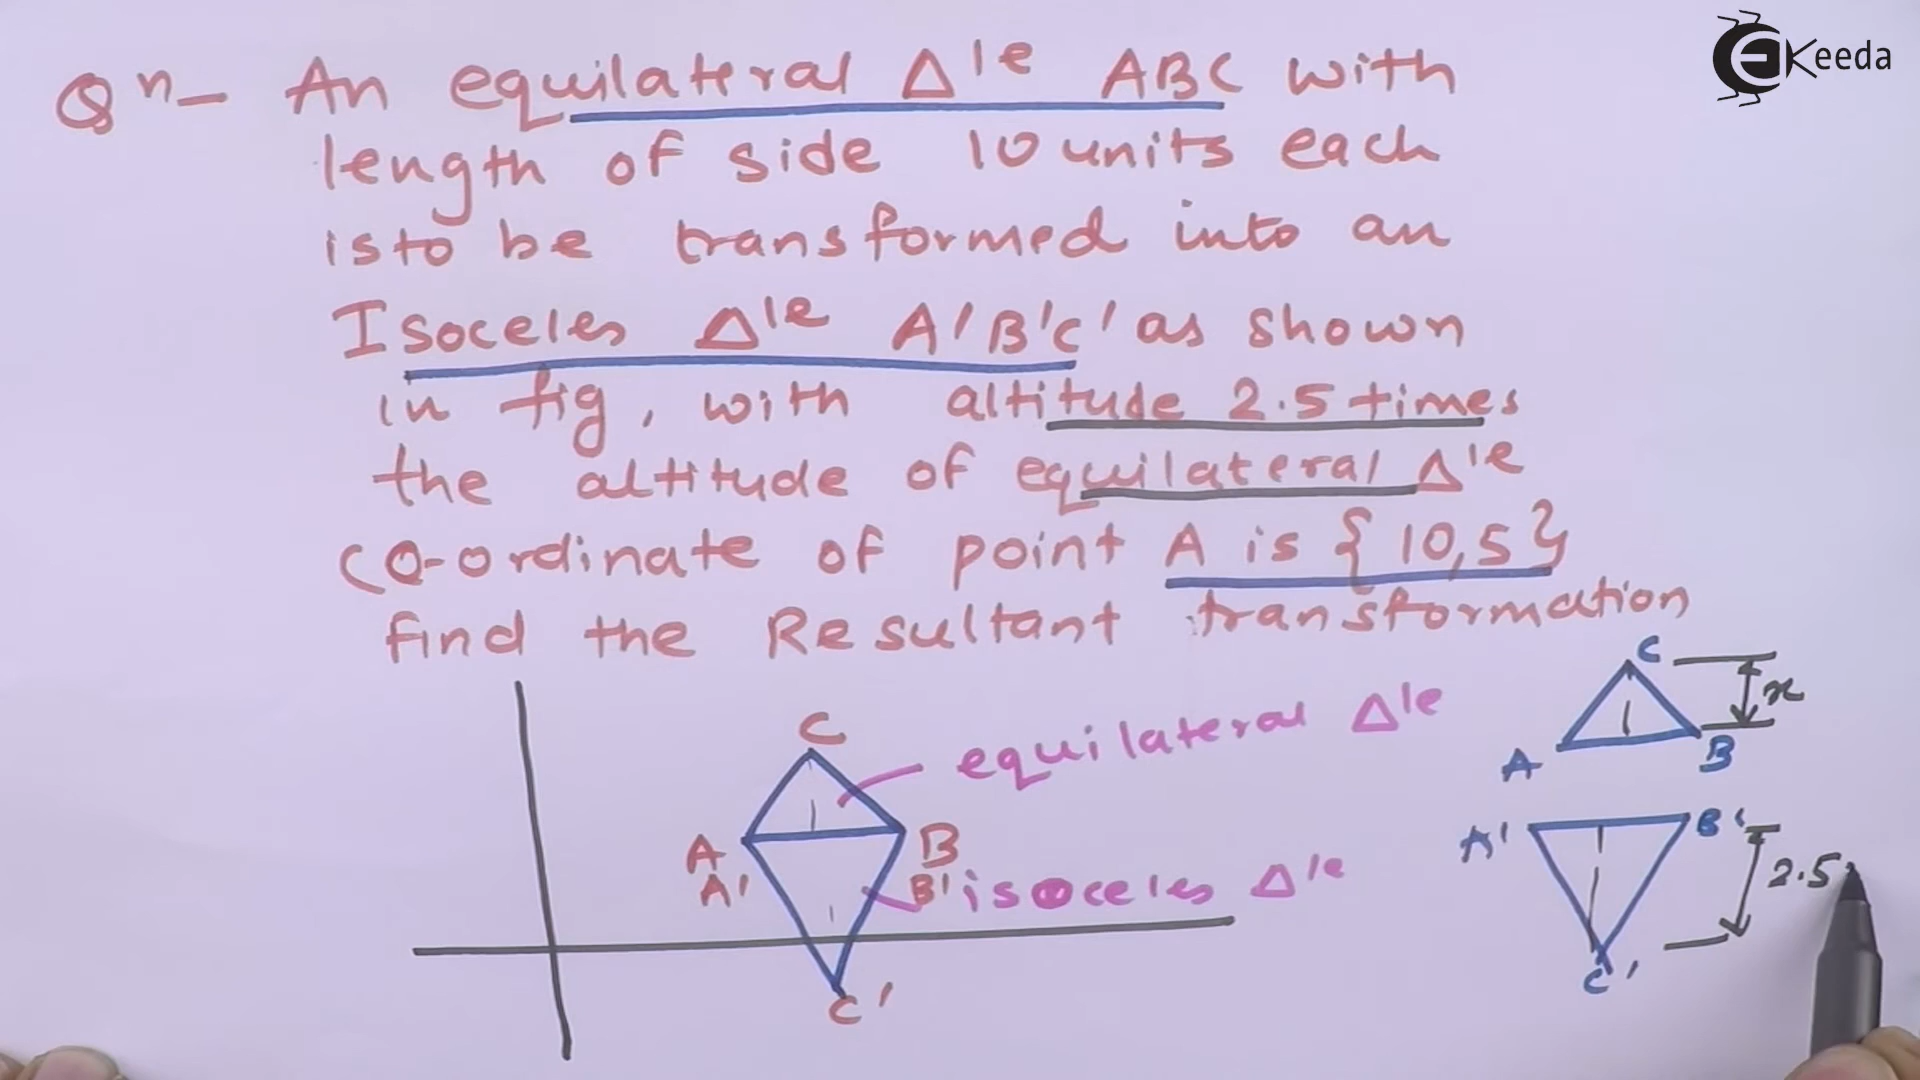 Qn- An equilateral Δle ABC with
length of side 10 units each
is to be transformed into an
Isoceles Δle A'B'C' as shown
in fig, with altitude 2.5 times
the altitude of equilateral Δle
co-ordinate of point A is {10,5}
find the Resultant transformation
C
equilateral Δle
A
B
A'
B'
isoceles Δle
C'
C
x
A
B
A'
B'
2.5
C'
Keeda